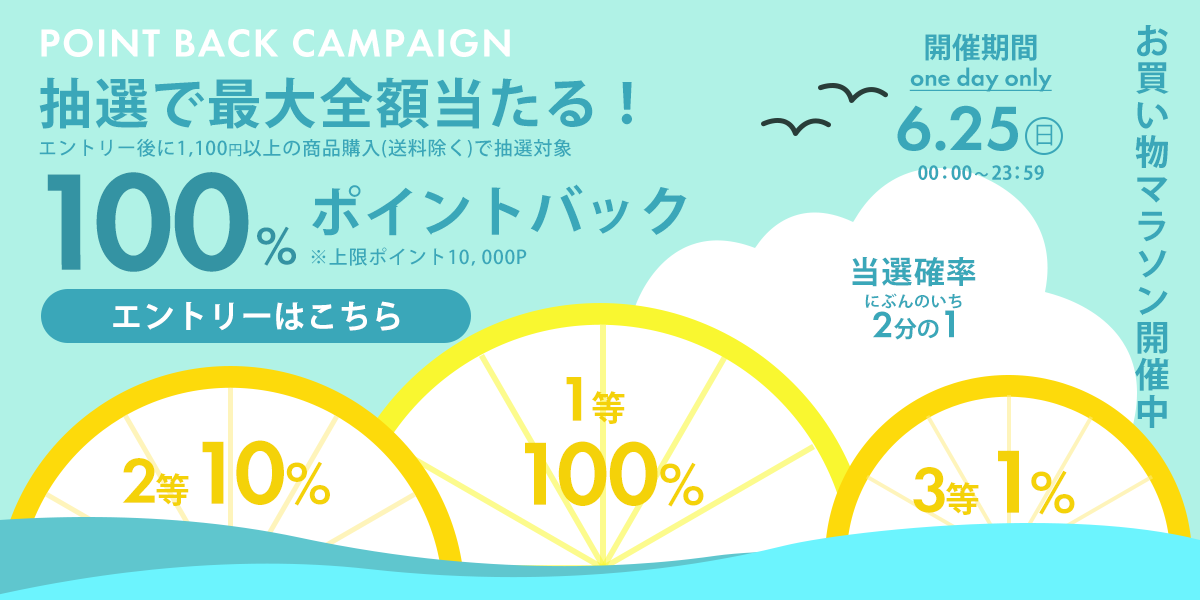 POINT BACK CAMPAIGN
抽選で最大全額当たる！
エントリー後に1,100円以上の商品購入(送料除く)で抽選対象
100% ポイントバック
※上限ポイント10,000P
エントリーはこちら
開催期間
one day only
6.25(日)
00:00～23:59
お買い物マラソン開催中
当選確率
にぶんのいち
2分の1
1等
100%
2等 10%
3等 1%